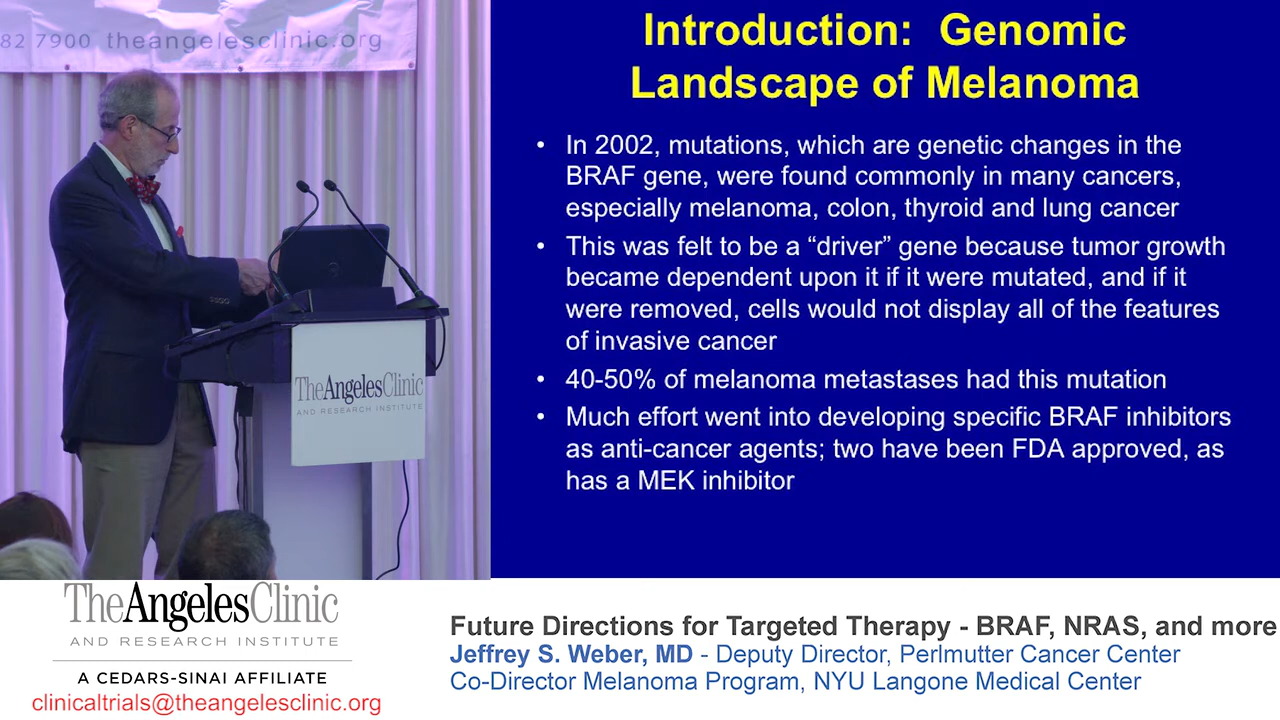 82 7900 theangelesclinic.org
TheAngelesClinic
AND RESEARCH INSTITUTE
Introduction: Genomic
Landscape of Melanoma
• In 2002, mutations, which are genetic changes in the
BRAF gene, were found commonly in many cancers,
especially melanoma, colon, thyroid and lung cancer
• This was felt to be a “driver” gene because tumor growth
became dependent upon it if it were mutated, and if it
were removed, cells would not display all of the features
of invasive cancer
• 40-50% of melanoma metastases had this mutation
• Much effort went into developing specific BRAF inhibitors
as anti-cancer agents; two have been FDA approved, as
has a MEK inhibitor
TheAngelesClinic
AND RESEARCH INSTITUTE
A CEDARS-SINAI AFFILIATE
clinicaltrials@theangelesclinic.org
Future Directions for Targeted Therapy - BRAF, NRAS, and more
Jeffrey S. Weber, MD - Deputy Director, Perlmutter Cancer Center
Co-Director Melanoma Program, NYU Langone Medical Center